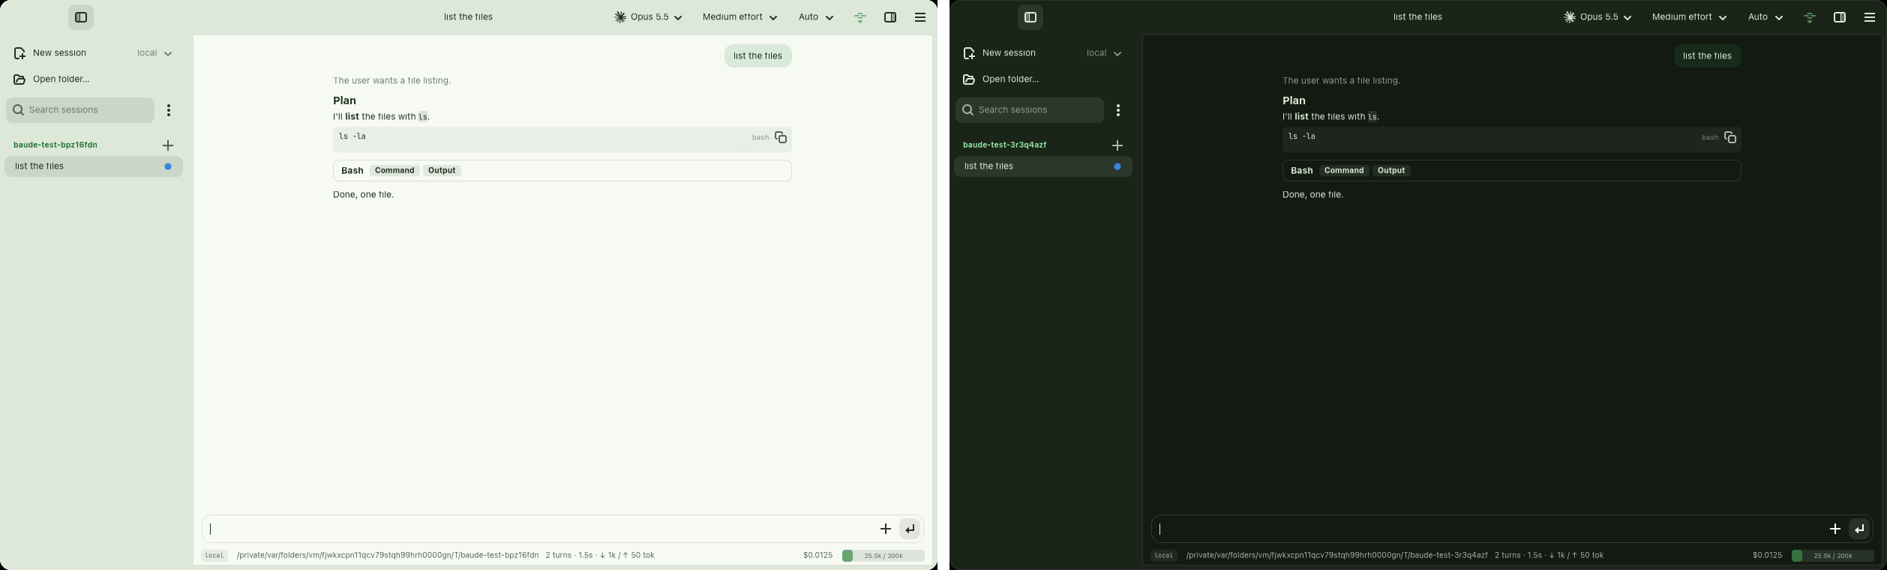 list the files
Opus 5.5
Medium effort
Auto
New session
local
Open folder...
Search sessions
baude-test-bpz16fdn
list the files
list the files
The user wants a file listing.
Plan
I'll list the files with ls.
ls -la
bash
Bash Command Output
Done, one file.
local /private/var/folders/vm/fjwkxcpn11qcv79stqh99hrh0000gn/T/baude-test-bpz16fdn 2 turns · 1.5s · ↓ 1k / ↑ 50 tok $0.0125 25.5k / 200k
list the files
Opus 5.5
Medium effort
Auto
New session
local
Open folder...
Search sessions
baude-test-3r3q4azf
list the files
list the files
The user wants a file listing.
Plan
I'll list the files with ls.
ls -la
bash
Bash Command Output
Done, one file.
local /private/var/folders/vm/fjwkxcpn11qcv79stqh99hrh0000gn/T/baude-test-3r3q4azf 2 turns · 1.5s · ↓ 1k / ↑ 50 tok $0.0125 25.5k / 200k